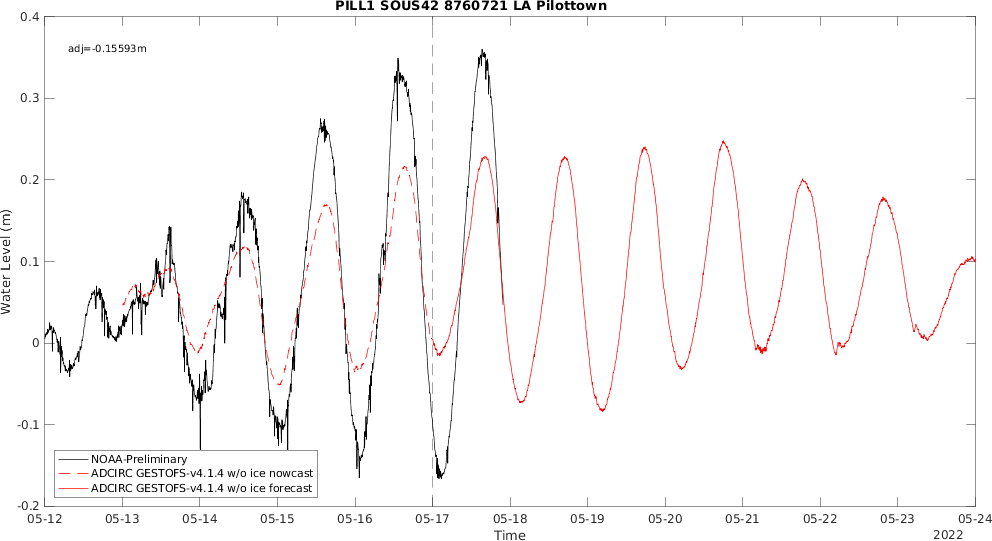 PILL1 SOUS42 8760721 LA Pilottown
adj=-0.15593m
0.4
0.3
0.2
0.1
0
-0.1
-0.2
Water Level (m)
NOAA-Preliminary
ADCIRC GESTOFS-v4.1.4 w/o ice nowcast
ADCIRC GESTOFS-v4.1.4 w/o ice forecast
05-12 05-13 05-14 05-15 05-16 05-17 05-18 05-19 05-20 05-21 05-22 05-23 05-24
Time
2022